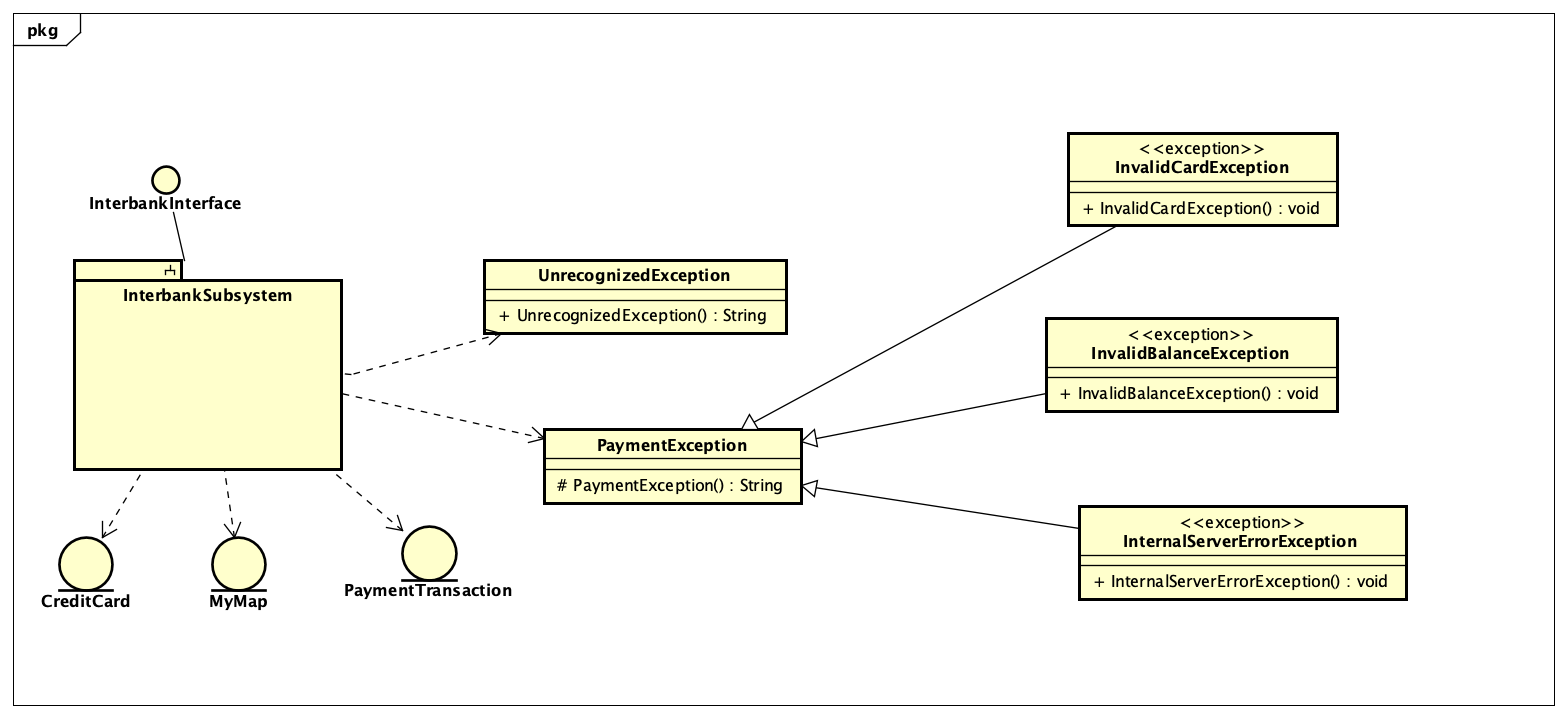 pkg
<<exception>>
InvalidCardException
+ InvalidCardException() : void
InterbankInterface
UnrecognizedException
+ UnrecognizedException() : String
InterbankSubsystem
<<exception>>
InvalidBalanceException
+ InvalidBalanceException() : void
PaymentException
# PaymentException() : String
<<exception>>
InternalServerErrorException
+ InternalServerErrorException() : void
CreditCard
MyMap
PaymentTransaction